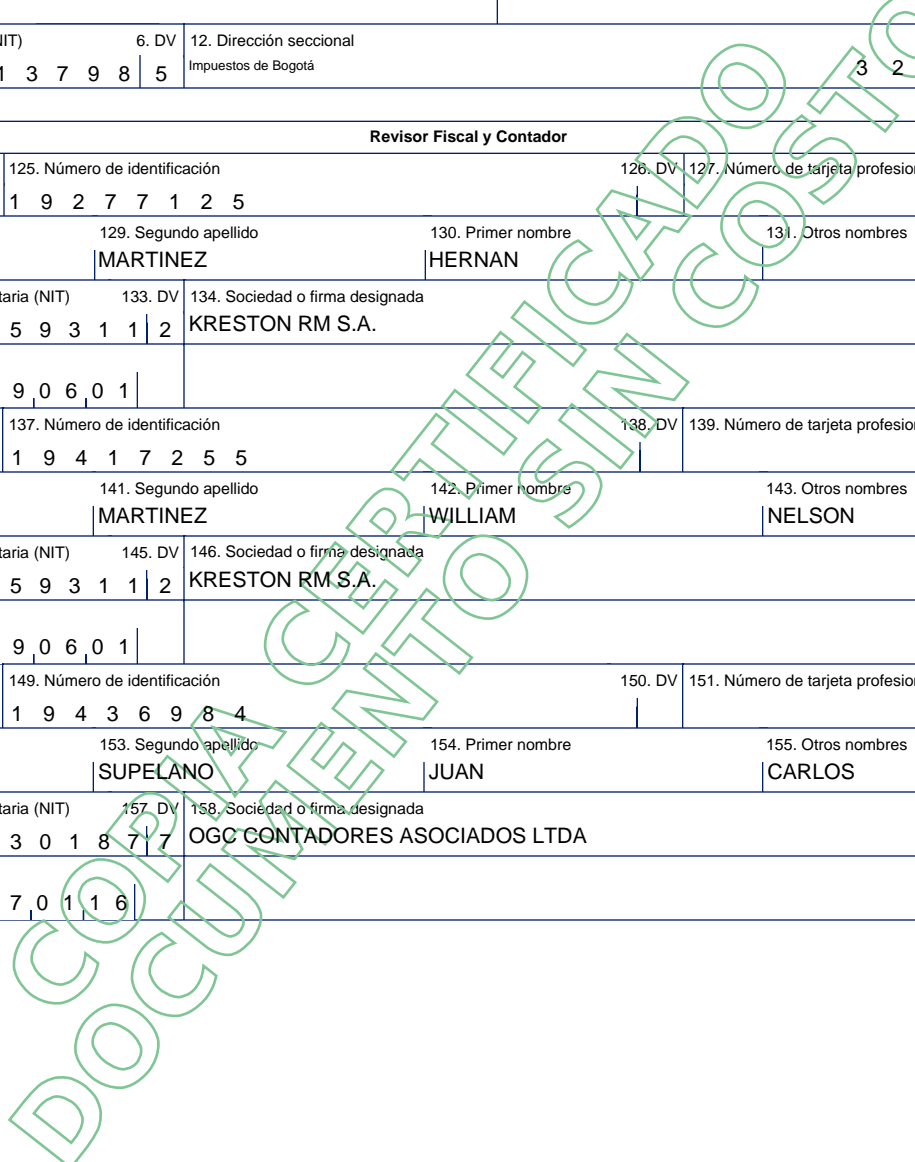 NIT) 6. DV 12. Dirección seccional
1 3 7 9 8 5 Impuestos de Bogotá 3 2
Revisor Fiscal y Contador
125. Número de identificación 126. DV 127. Número de tarjeta profesion
1 9 2 7 7 1 2 5
129. Segundo apellido 130. Primer nombre 131. Otros nombres
MARTINEZ HERNAN
taria (NIT) 133. DV 134. Sociedad o firma designada
5 9 3 1 1 2 KRESTON RM S.A.
9 0 6 0 1
137. Número de identificación 138. DV 139. Número de tarjeta profesion
1 9 4 1 7 2 5 5
141. Segundo apellido 142. Primer nombre 143. Otros nombres
MARTINEZ WILLIAM NELSON
taria (NIT) 145. DV 146. Sociedad o firma designada
5 9 3 1 1 2 KRESTON RM S.A.
9 0 6 0 1
149. Número de identificación 150. DV 151. Número de tarjeta profesion
1 9 4 3 6 9 8 4
153. Segundo apellido 154. Primer nombre 155. Otros nombres
SUPELANO JUAN CARLOS
taria (NIT) 157. DV 158. Sociedad o firma designada
3 0 1 8 7 7 OGC CONTADORES ASOCIADOS LTDA
7 0 1 1 6
COPIA CERTIFICADO
DOCUMENTO SIN COSTO